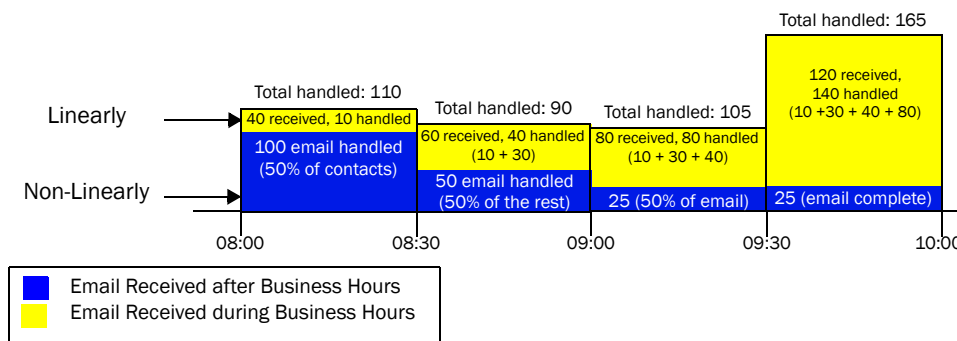 Total handled: 165
Total handled: 110
Total handled: 90
Total handled: 105
Linearly
40 received, 10 handled
60 received, 40 handled
(10 + 30)
80 received, 80 handled
(10 + 30 + 40)
120 received,
140 handled
(10 +30 + 40 + 80)
Non-Linearly
100 email handled
(50% of contacts)
50 email handled
(50% of the rest)
25 (50% of email)
25 (email complete)
08:00
08:30
09:00
09:30
10:00
Email Received after Business Hours
Email Received during Business Hours